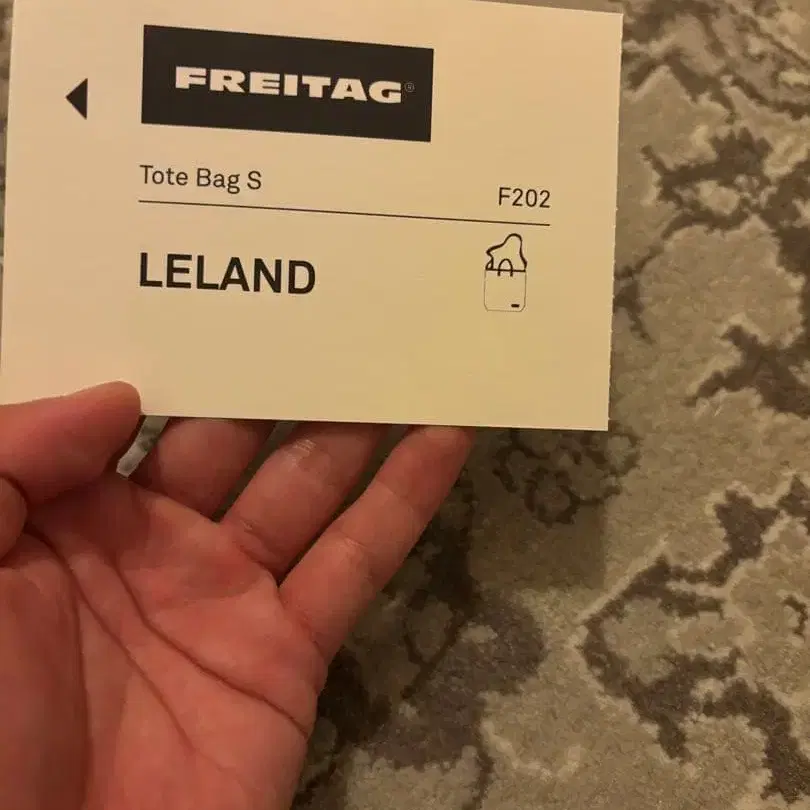 FREITAG®
Tote Bag S
F202
LELAND